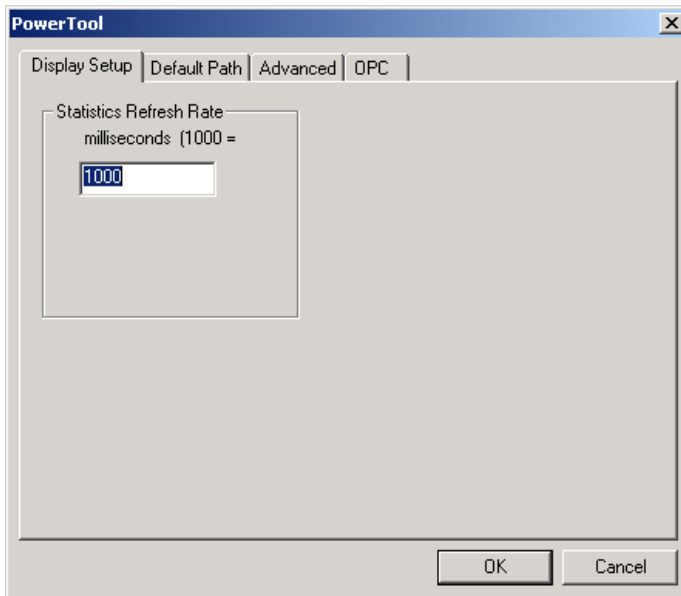 PowerTool
Display Setup Default Path Advanced OPC
Statistics Refresh Rate
milliseconds (1000 =
1000
OK Cancel